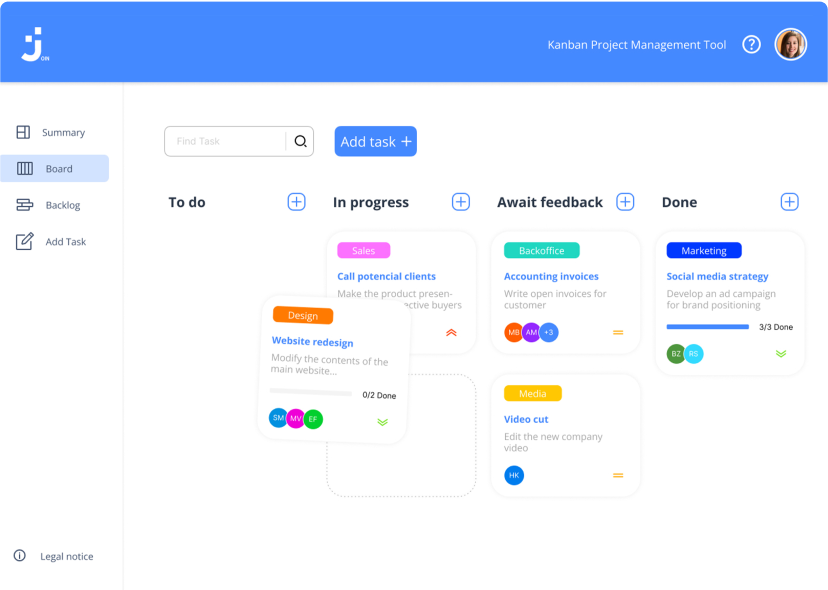 Join
Kanban Project Management Tool
?
Summary
Board
Backlog
Add Task
Legal notice
Find Task
Add task +
To do
In progress
Await feedback
Done
Sales
Call potencial clients
Make the product presen-
ective buyers
Design
Website redesign
Modify the contents of the
main website...
0/2 Done
SM MV EF
Backoffice
Accounting invoices
Write open invoices for
customer
MB AM +3
Media
Video cut
Edit the new company
video
HK
Marketing
Social media strategy
Develop an ad campaign
for brand positioning
3/3 Done
BZ RS